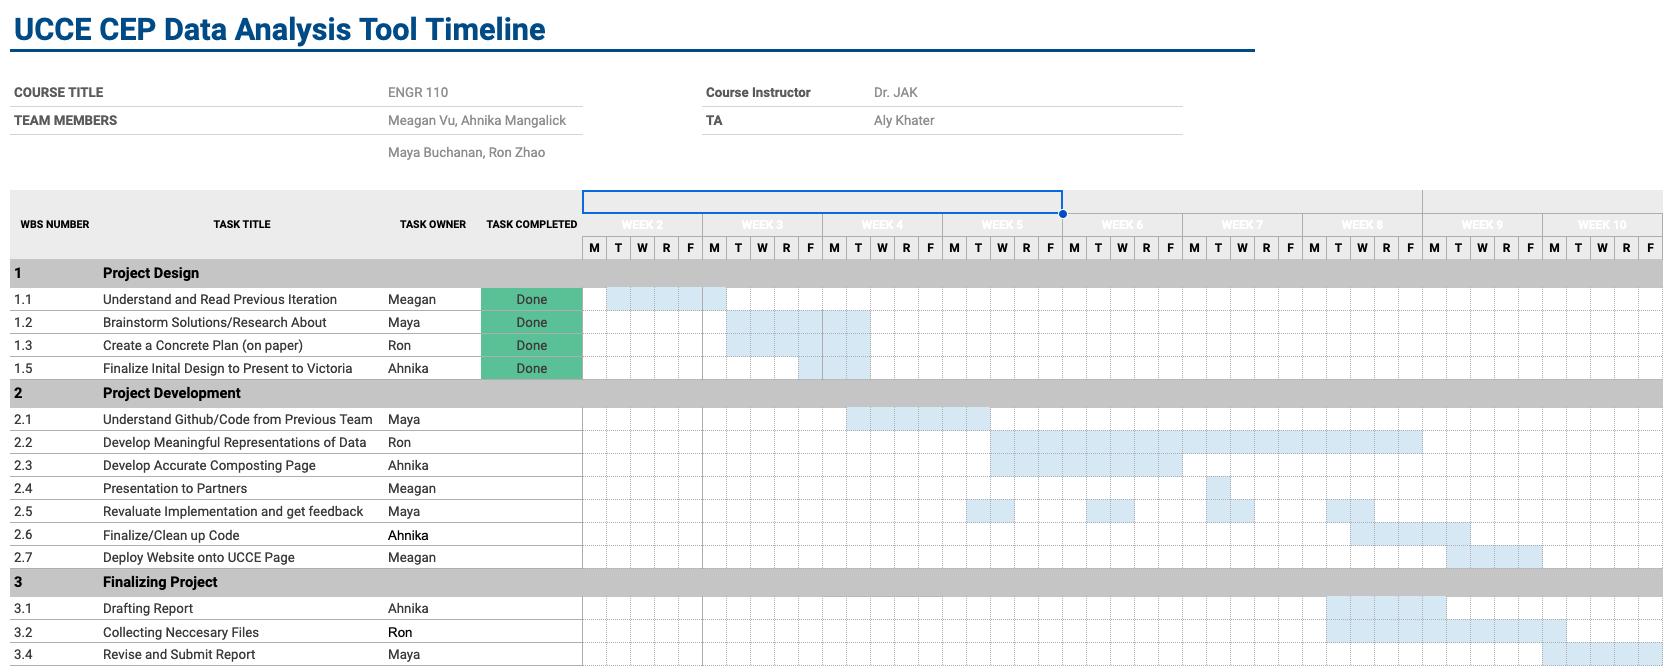 UCCE CEP Data Analysis Tool Timeline
COURSE TITLE ENGR 110 Course Instructor Dr. JAK
TEAM MEMBERS Meagan Vu, Ahnika Mangalick TA Aly Khater
Maya Buchanan, Ron Zhao
WBS NUMBER TASK TITLE TASK OWNER TASK COMPLETED WEEK 2 WEEK 3 WEEK 4 WEEK 5 WEEK 6 WEEK 7 WEEK 8 WEEK 9 WEEK 10
M T W R F M T W R F M T W R F M T W R F M T W R F M T W R F M T W R F M T W R F M T W R F
1 Project Design
1.1 Understand and Read Previous Iteration Meagan Done
1.2 Brainstorm Solutions/Research About Maya Done
1.3 Create a Concrete Plan (on paper) Ron Done
1.5 Finalize Inital Design to Present to Victoria Ahnika Done
2 Project Development
2.1 Understand Github/Code from Previous Team Maya
2.2 Develop Meaningful Representations of Data Ron
2.3 Develop Accurate Composting Page Ahnika
2.4 Presentation to Partners Meagan
2.5 Revaluate Implementation and get feedback Maya
2.6 Finalize/Clean up Code Ahnika
2.7 Deploy Website onto UCCE Page Meagan
3 Finalizing Project
3.1 Drafting Report Ahnika
3.2 Collecting Neccesary Files Ron
3.4 Revise and Submit Report Maya